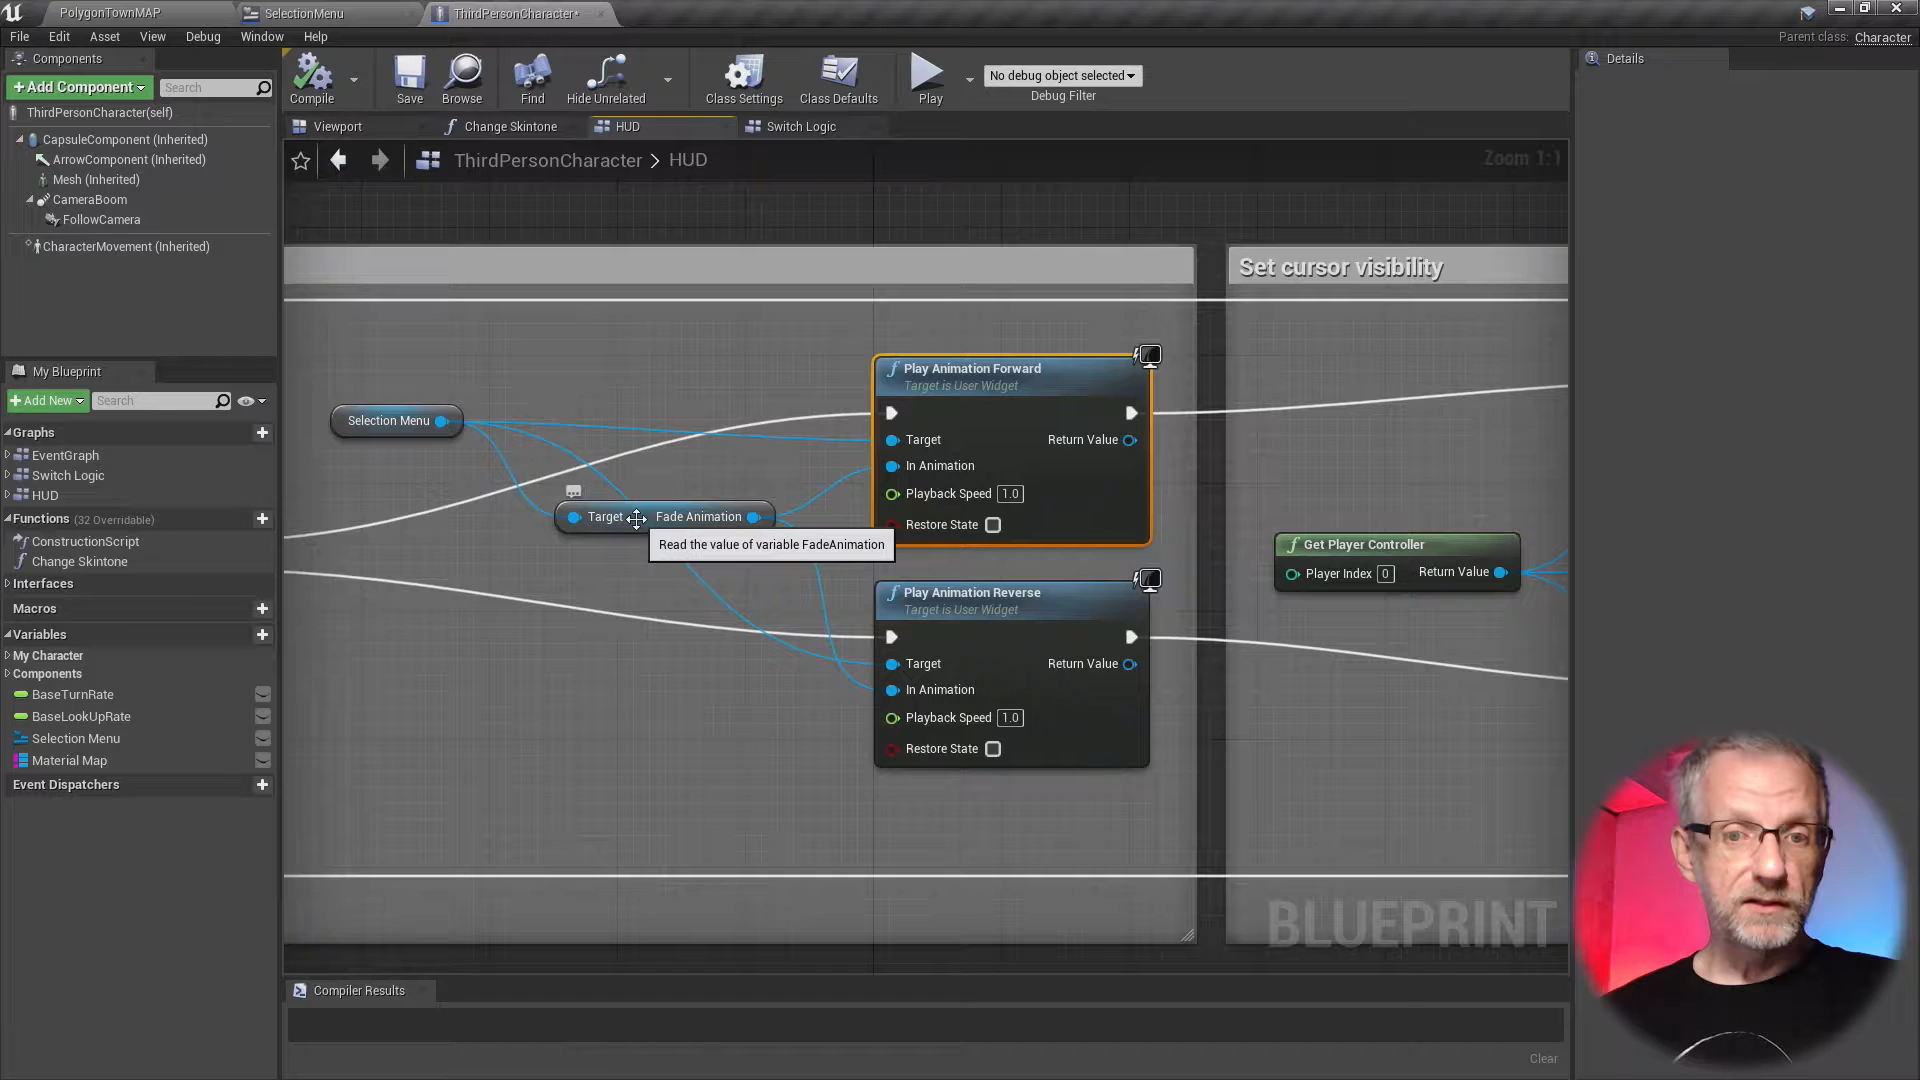 PolygonTownMAP
SelectionMenu
ThirdPersonCharacter*
File Edit Asset View Debug Window Help
Parent class: Character
Components
+Add Component
Search
ThirdPersonCharacter(self)
CapsuleComponent (Inherited)
ArrowComponent (Inherited)
Mesh (Inherited)
CameraBoom
FollowCamera
CharacterMovement (Inherited)
Compile
Save
Browse
Find
Hide Unrelated
Class Settings
Class Defaults
Play
No debug object selected
Debug Filter
Details
Viewport
Change Skintone
HUD
Switch Logic
ThirdPersonCharacter > HUD
Zoom 1:1
My Blueprint
+Add New
Search
Graphs
EventGraph
Switch Logic
HUD
Functions (32 Overridable)
ConstructionScript
Change Skintone
Interfaces
Macros
Variables
My Character
Components
BaseTurnRate
BaseLookUpRate
Selection Menu
Material Map
Event Dispatchers
Set cursor visibility
Selection Menu
Target Fade Animation
Read the value of variable FadeAnimation
Play Animation Forward
Target is User Widget
Target Return Value
In Animation
Playback Speed 1.0
Restore State
Play Animation Reverse
Target is User Widget
Target Return Value
In Animation
Playback Speed 1.0
Restore State
Get Player Controller
Player Index 0 Return Value
BLUEPRINT
Compiler Results
Clear